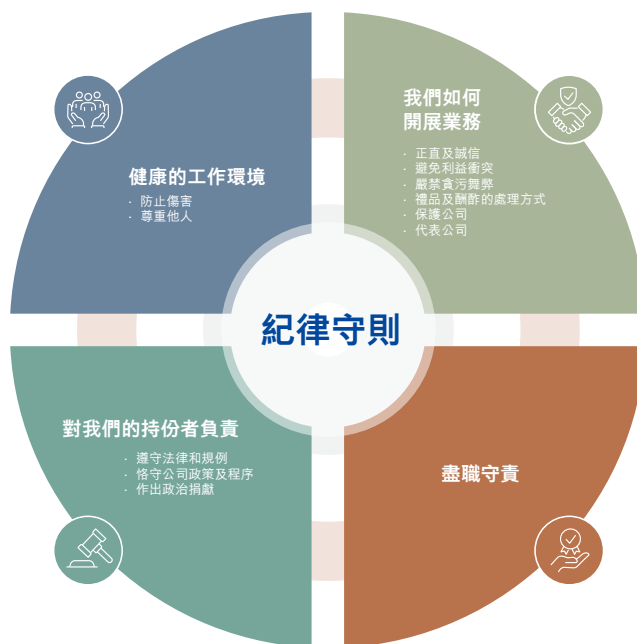 健康的工作環境
· 防止傷害
· 尊重他人
我們如何
開展業務
· 正直及誠信
· 避免利益衝突
· 嚴禁貪污舞弊
· 禮品及酬酢的處理方式
· 保護公司
· 代表公司
紀律守則
對我們的持份者負責
· 遵守法律和規例
· 恪守公司政策及程序
· 作出政治捐獻
盡職守責